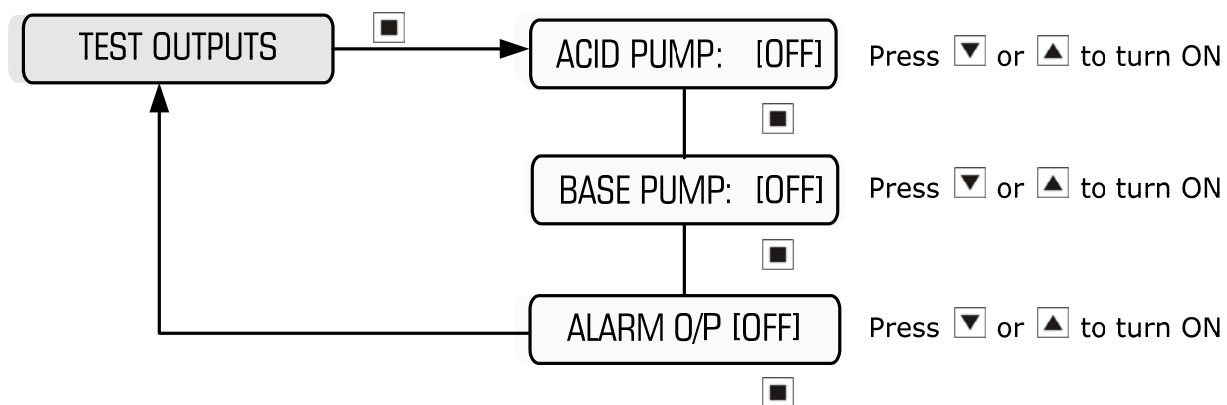 TEST OUTPUTS
ACID PUMP: [OFF] Press ▼ or ▲ to turn ON
BASE PUMP: [OFF] Press ▼ or ▲ to turn ON
ALARM O/P [OFF] Press ▼ or ▲ to turn ON